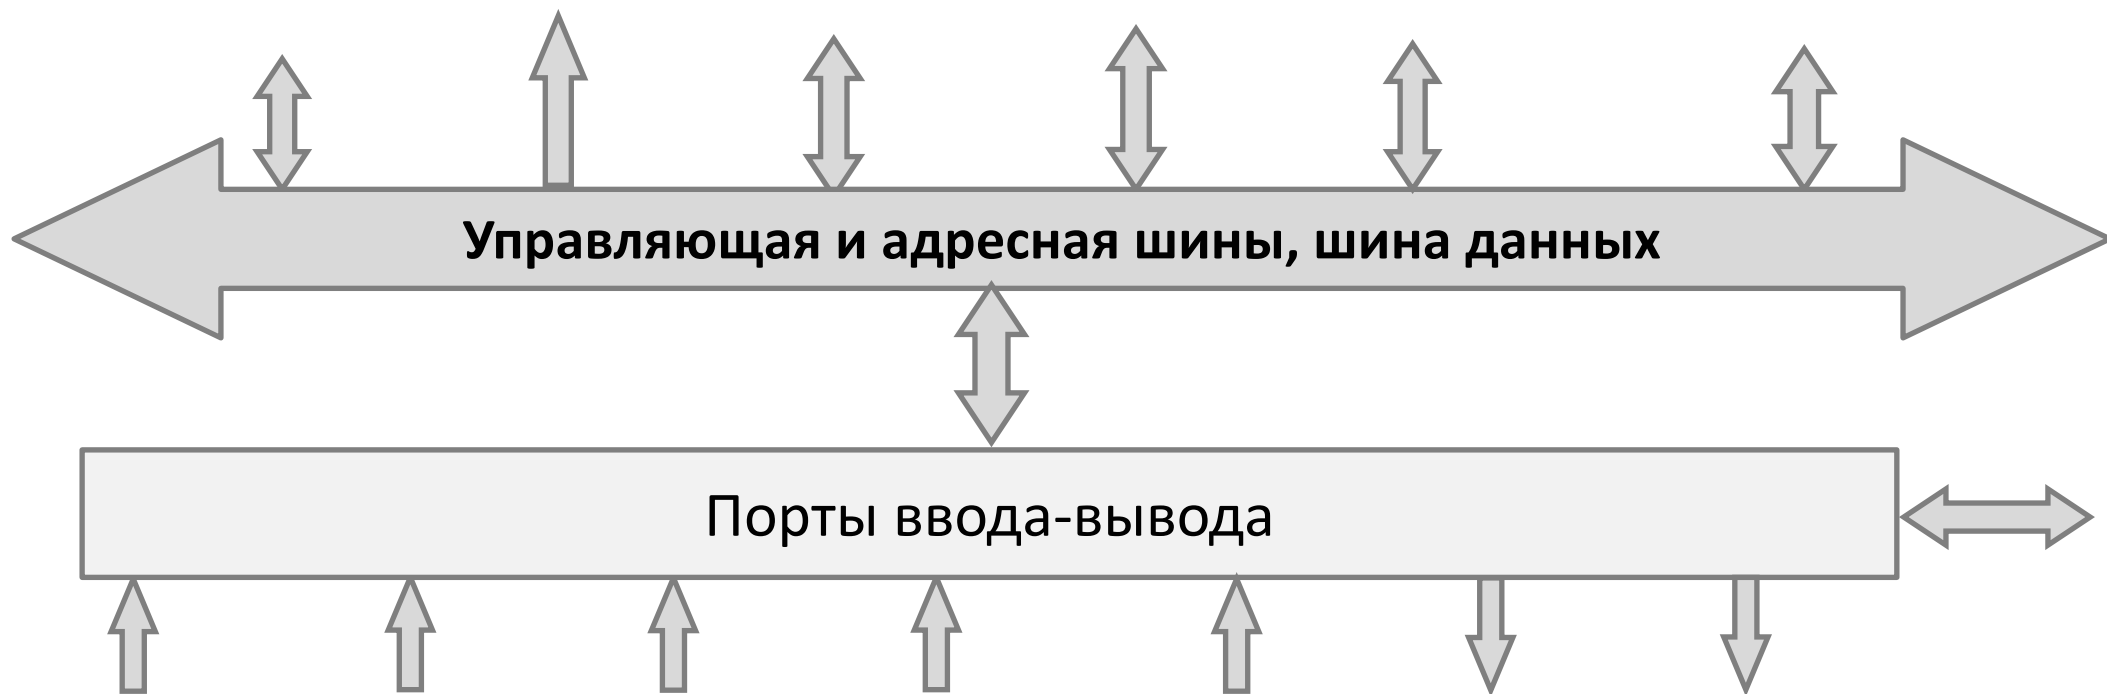 Управляющая и адресная шины, шина данных
Порты ввода-вывода